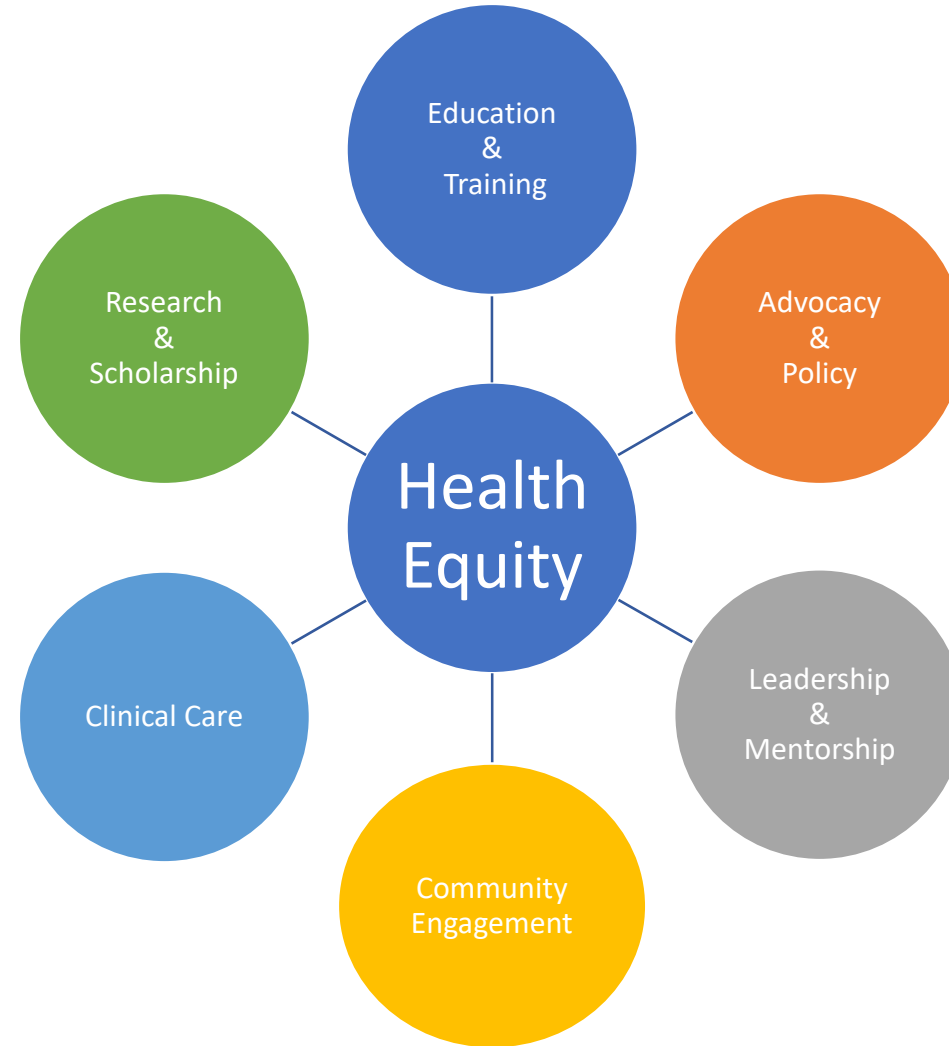 Education
&
Training
Research
&
Scholarship
Advocacy
&
Policy
Health
Equity
Clinical Care
Leadership
&
Mentorship
Community
Engagement